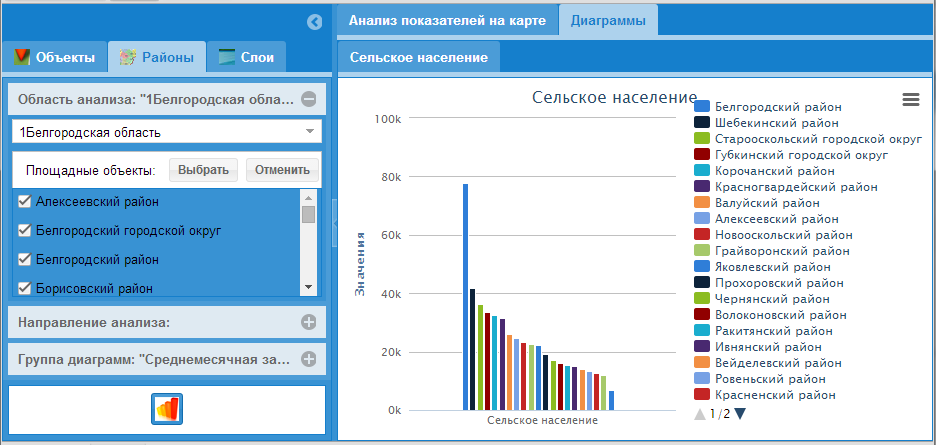 Анализ показателей на карте
Диаграммы
Объекты
Районы
Слои
Сельское население
Область анализа: "1Белгородская обла...
1Белгородская область
Площадные объекты:
Выбрать
Отменить
Алексеевский район
Белгородский городской округ
Белгородский район
Борисовский район
Направление анализа:
Группа диаграмм: "Среднемесячная за...
Сельское население
Значения
100k
80k
60k
40k
20k
0k
Сельское население
Белгородский район
Шебекинский район
Старооскольский городской округ
Губкинский городской округ
Корочанский район
Красногвардейский район
Валуйский район
Алексеевский район
Новооскольский район
Грайворонский район
Яковлевский район
Прохоровский район
Чернянский район
Волоконовский район
Ракитянский район
Ивнянский район
Вейделевский район
Ровеньский район
Красненский район
1/2